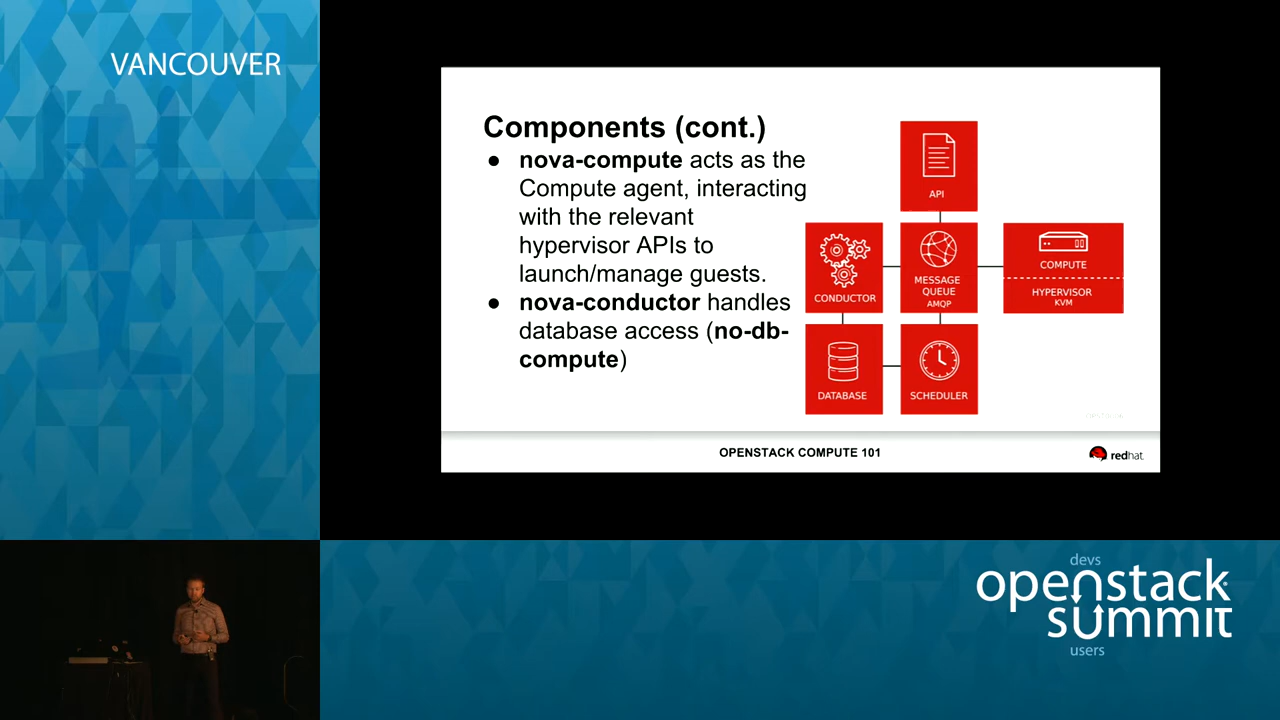 VANCOUVER
Components (cont.)
● nova-compute acts as the
Compute agent, interacting
with the relevant
hypervisor APIs to
launch/manage guests.
● nova-conductor handles
database access (no-db-
compute)
API
CONDUCTOR
MESSAGE
QUEUE
AMQP
COMPUTE
HYPERVISOR
KVM
DATABASE
SCHEDULER
OPENSTACK COMPUTE 101
redhat
devs
openstack
summit
users